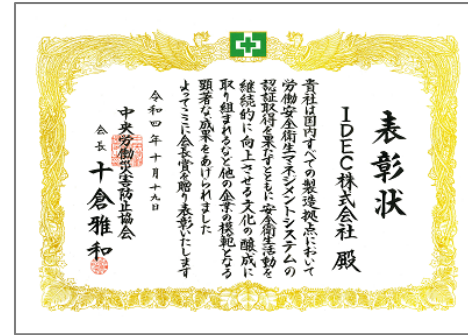 表彰状
IDEC株式会社 殿
貴社は国内すべての製造拠点において
労働安全衛生マネジメントシステムの
認証取得を果たすとともに安全衛生活動を
継続的に向上させる文化の醸成に
取り組まれるなど他の企業の模範となる
顕著な成果をあげられました
よってここに会長賞を贈り表彰いたします
令和四年十月十九日
中央労働災害防止協会
会長 十倉雅和